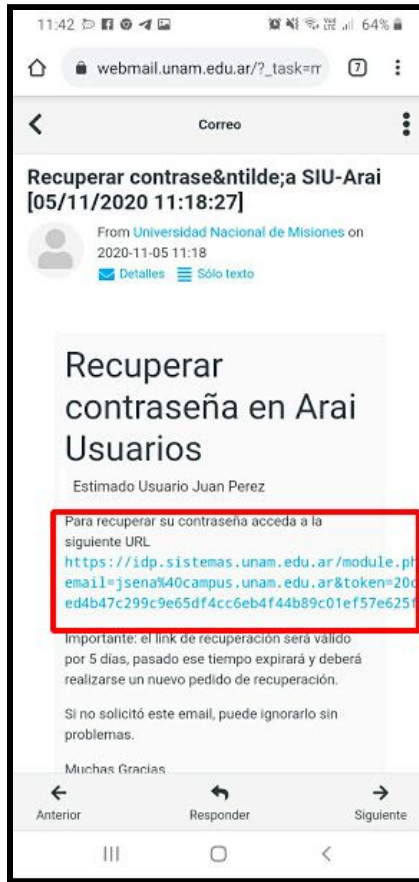 11:42
64%
webmail.unam.edu.ar/?_task=m
7
Correo
Recuperar contrase&ntilde;a SIU-Arai
[05/11/2020 11:18:27]
From Universidad Nacional de Misiones on
2020-11-05 11:18
Detalles Sólo texto
Recuperar
contraseña en Arai
Usuarios
Estimado Usuario Juan Perez
Para recuperar su contraseña acceda a la
siguiente URL
https://idp.sistemas.unam.edu.ar/module.ph
email=jsena%40campus.unam.edu.ar&token=20c
ed4b47c299c9e65df4cc6eb4f44b89c01ef57e625f
Importante: el link de recuperación será válido
por 5 días, pasado ese tiempo expirará y deberá
realizarse un nuevo pedido de recuperación.
Si no solicitó este email, puede ignorarlo sin
problemas.
Muchas Gracias
Anterior Responder Siguiente